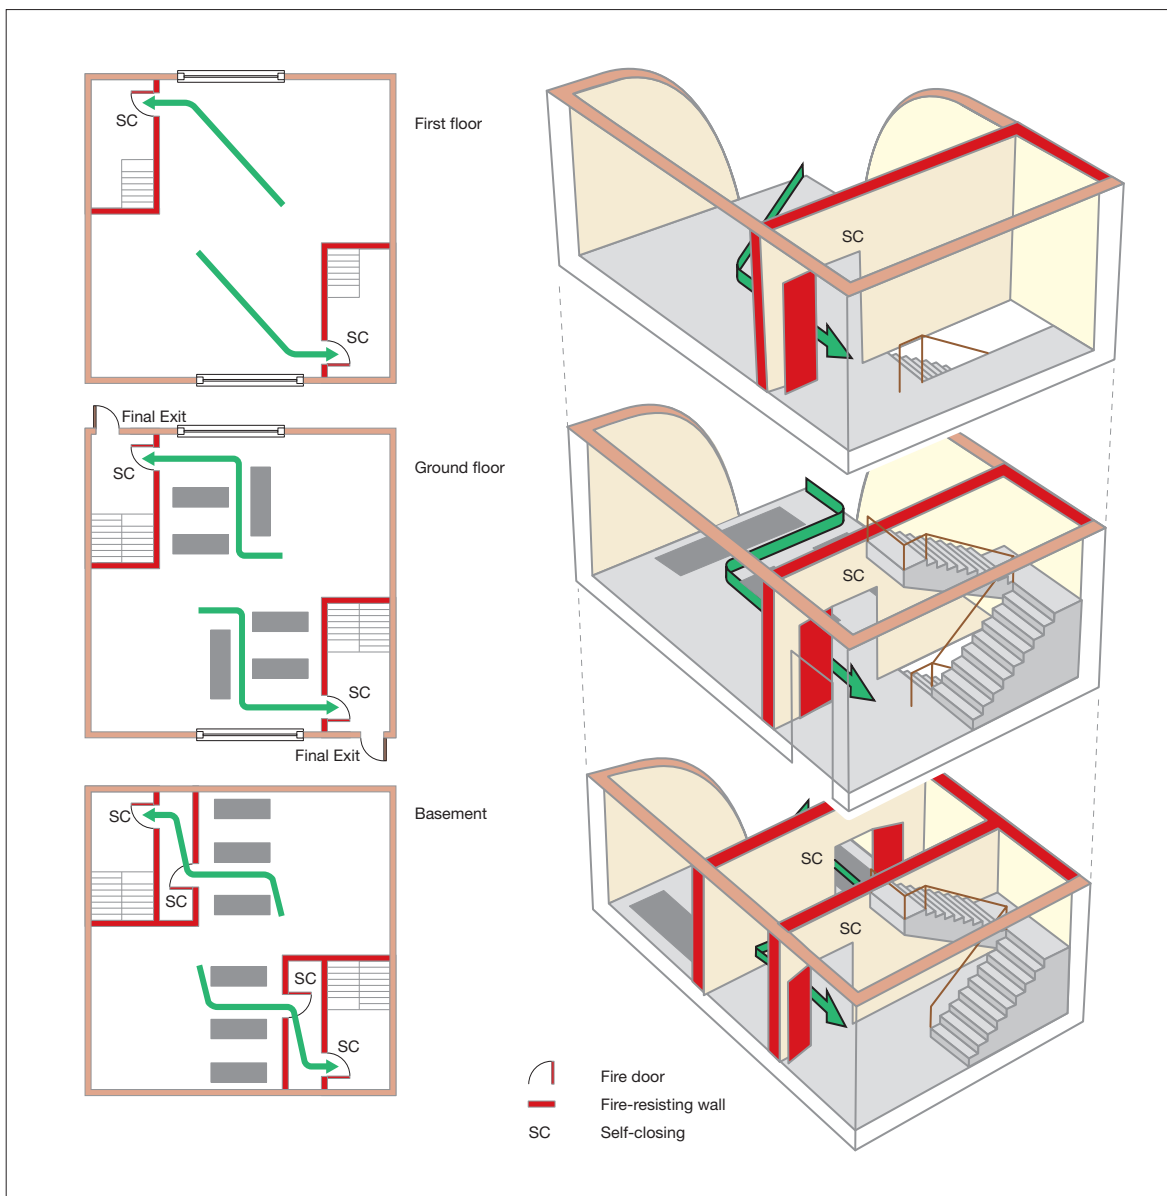 SC
First floor
SC
SC
Final Exit
SC
Ground floor
SC
SC
Final Exit
SC
Basement
SC
SC
SC
SC
SC
SC
Fire door
Fire-resisting wall
SC Self-closing